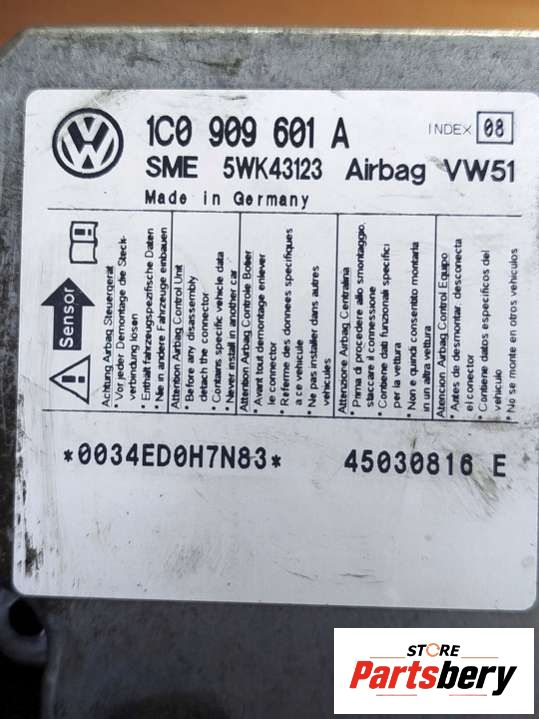 1C0 909 601 A
INDEX 08
SME 5WK43123 Airbag VW51
Made in Germany
Sensor
Achtung Airbag Steuergerät
• Vor jeder Demontage die Steck-
verbindung lösen
• Enthält fahrzeugspezifische Daten
• Nie in andere Fahrzeuge einbauen
Attention Airbag Control Unit
• Before any disassembly
detach the connector
• Contains specific vehicle data
• Never install in another car
Attention Airbag Controle Boîier
• Avant tout demontage enlever
le connector
• Referme des donnees specifiques
a ce vehicule
• Ne pas installer dans autres
vehicules
Attenzione Airbag Centralina
• Prima di procedere allo smontaggio,
staccare il connessione
• Contiene dati funzionali specifici
per la vettura
• Non e quindi consentito montaria
in un altra vettura
Atencion Airbag Control Equipo
• Antes de desmontar, desconecta
el conector
• Contiene datos especificos del
vehiculo
• No se monte en otros vehiculos
*0034ED0H7N83*
45030816 E
STORE
Partsbery